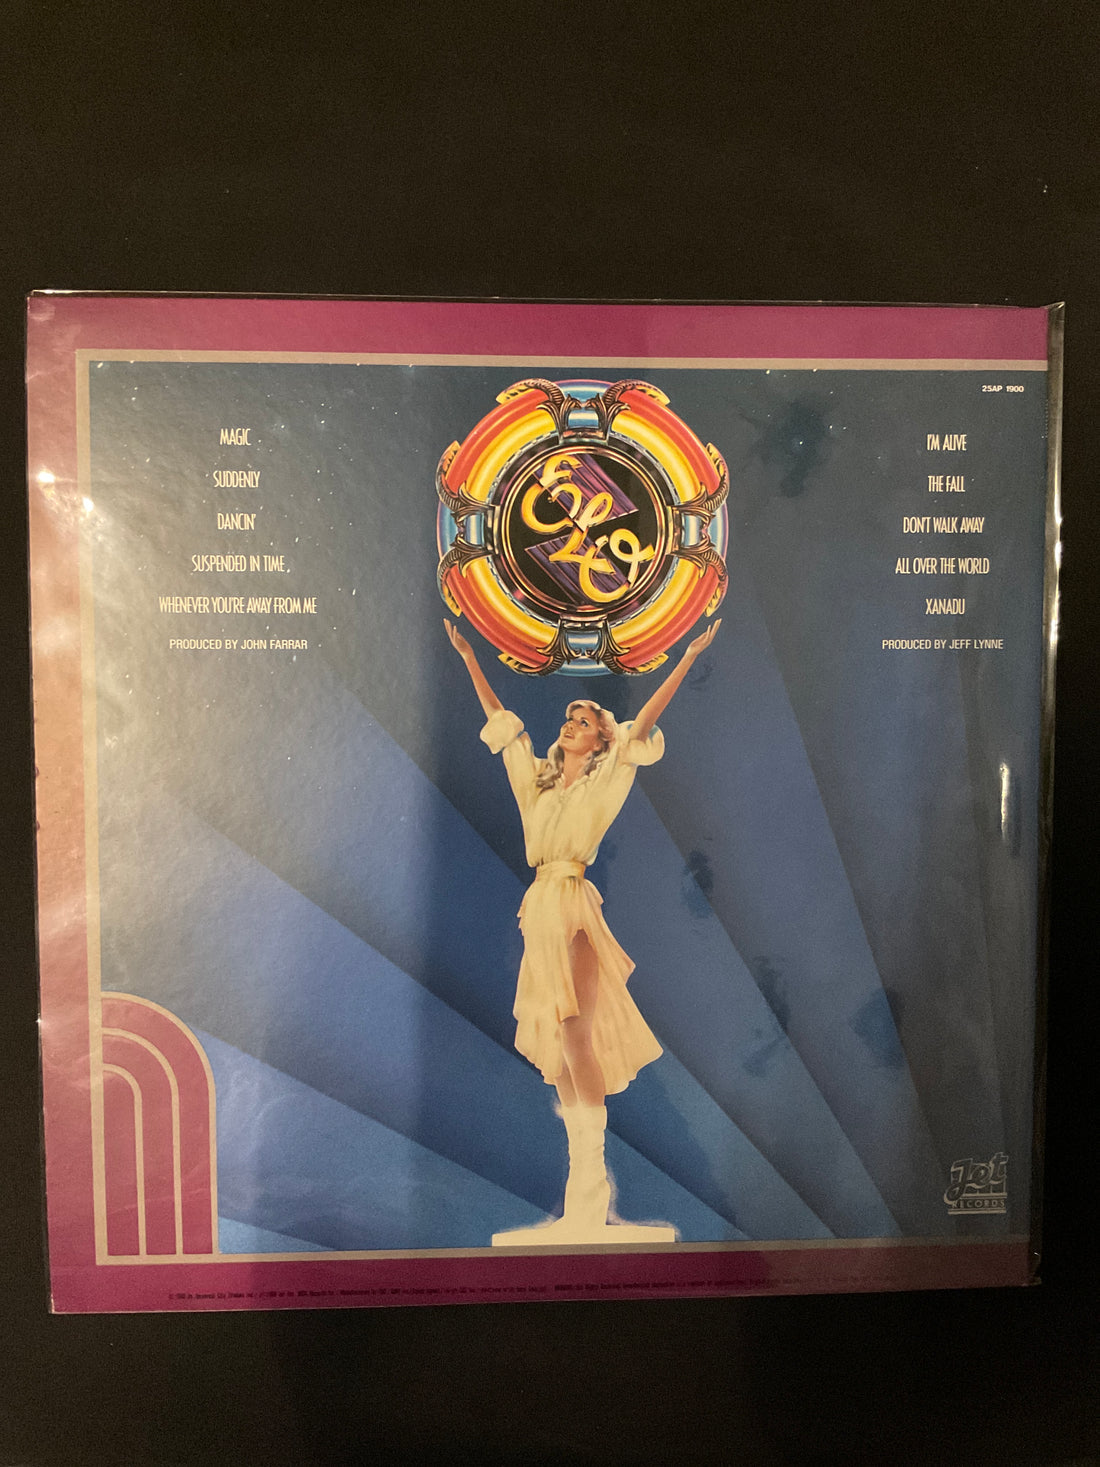 25AP 1900
MAGIC
SUDDENLY
DANCIN'
SUSPENDED IN TIME
WHENEVER YOU'RE AWAY FROM ME
PRODUCED BY JOHN FARRAR
ELO
I'M ALIVE
THE FALL
DON'T WALK AWAY
ALL OVER THE WORLD
XANADU
PRODUCED BY JEFF LYNNE
Jet
RECORDS